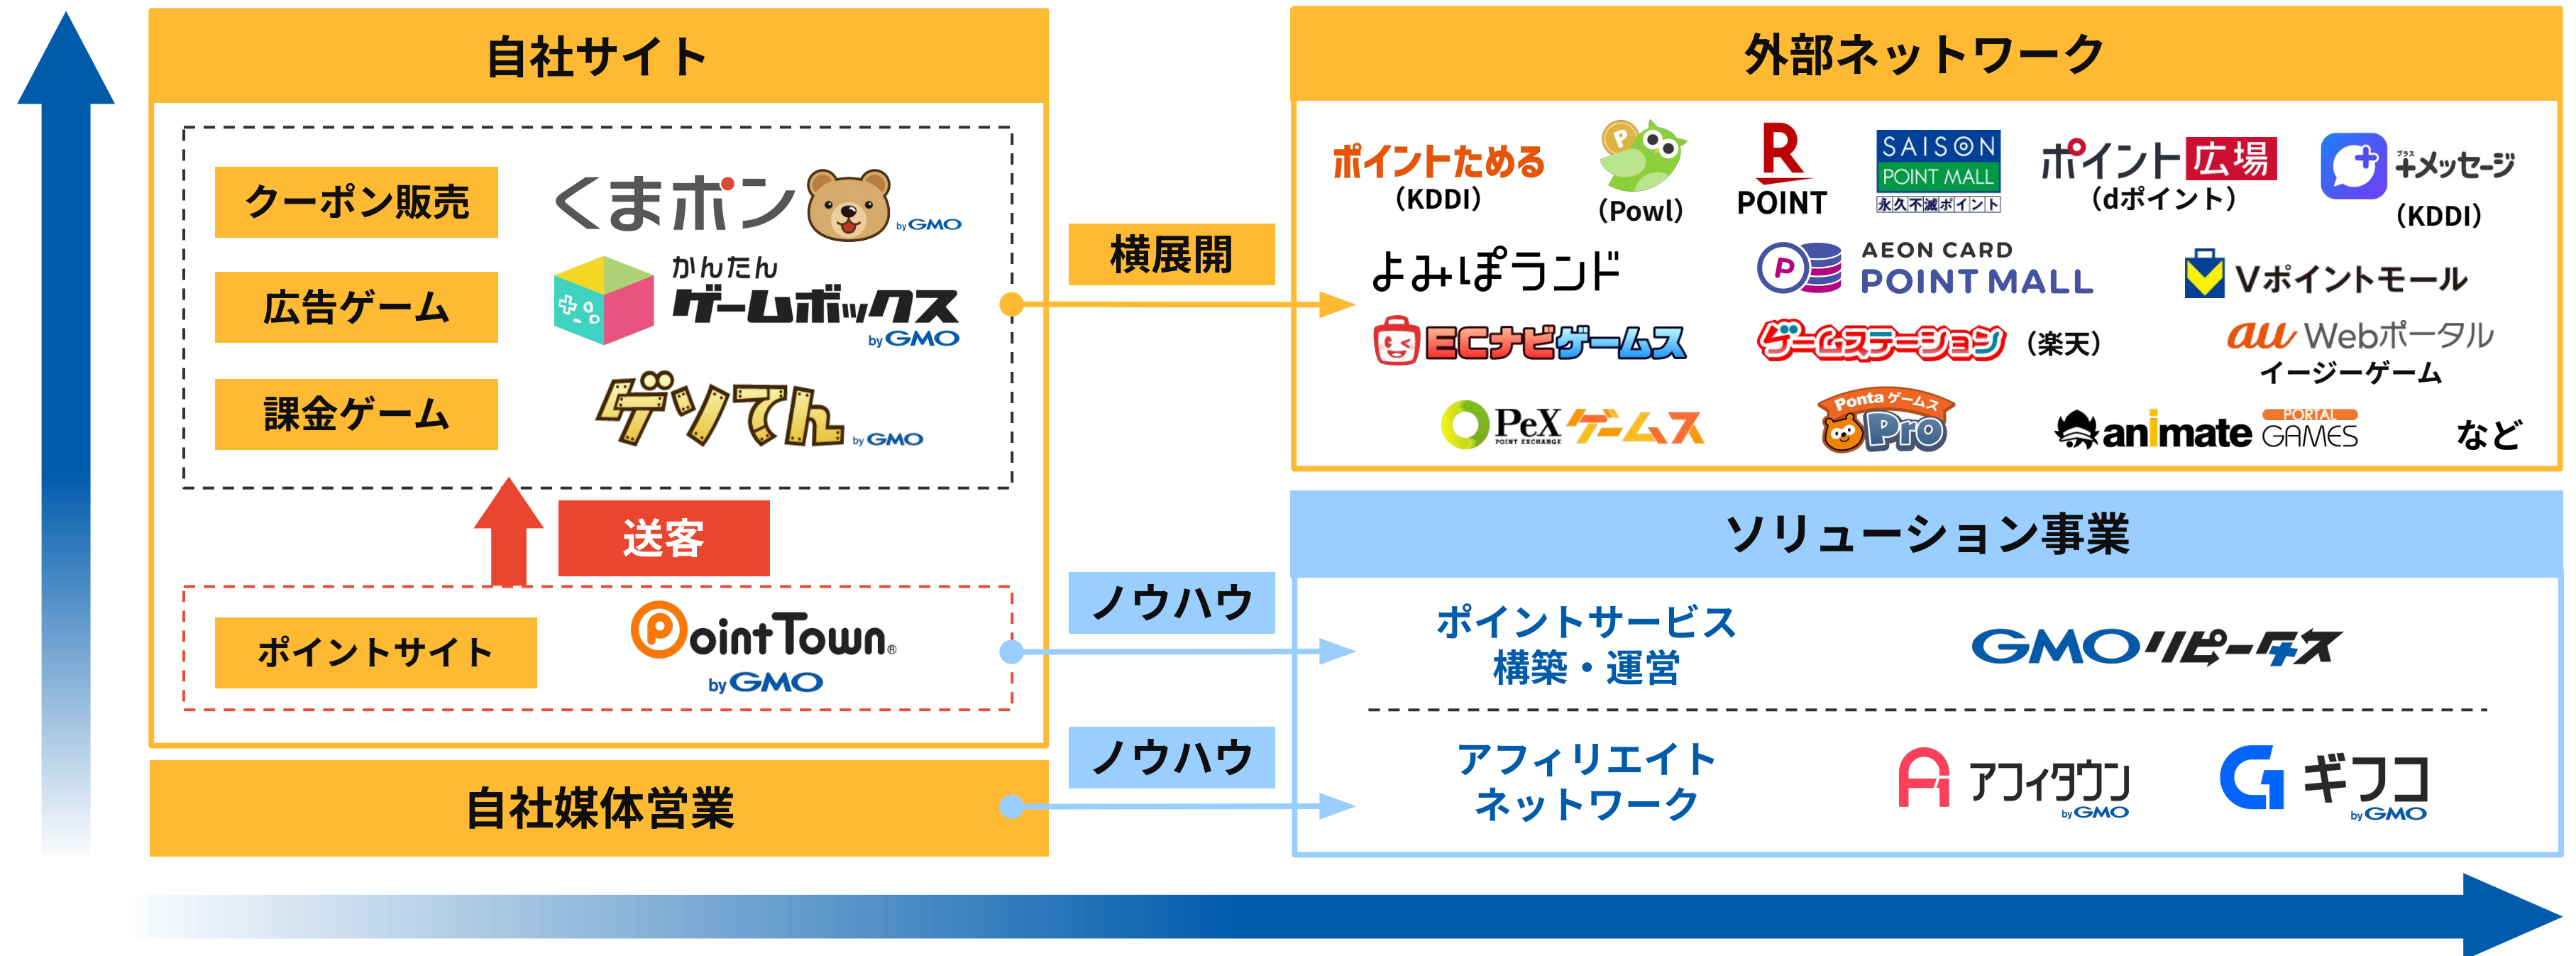 自社サイト
クーポン販売
くまポン
by GMO
広告ゲーム
かんたん
ゲームボックス
by GMO
課金ゲーム
ゲソてん
by GMO
送客
ポイントサイト
PointTown®
by GMO
自社媒体営業
横展開
ノウハウ
ノウハウ
外部ネットワーク
ポイントためる
（KDDI）
P
（Powl）
R
POINT
SAISON
POINT MALL
永久不滅ポイント
ポイント広場
（dポイント）
プラス
+メッセージ
（KDDI）
よみぽランド
P
AEON CARD
POINT MALL
Vポイントモール
ECナビゲームス
ゲームステーション
（楽天）
au Webポータル
イージーゲーム
PeX
POINT EXCHANGE
ゲームス
Pontaゲームス
Pro
animate
PORTAL
GAMES
など
ソリューション事業
ポイントサービス
構築・運営
GMOリピータス
アフィリエイト
ネットワーク
アフィタウン
by GMO
ギフコ
by GMO